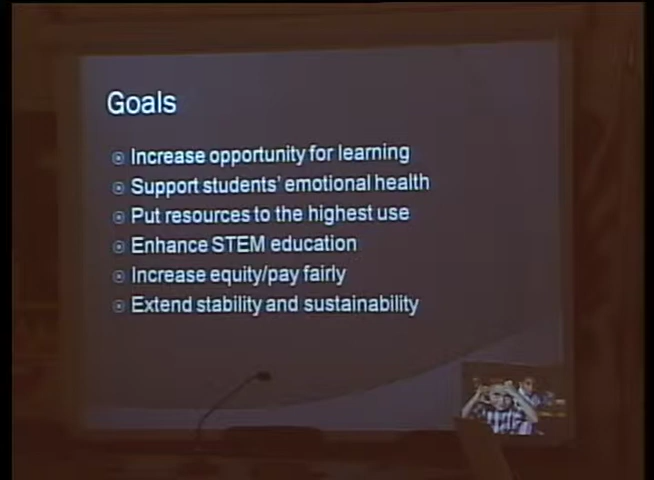 Goals
Increase opportunity for learning
Support students' emotional health
Put resources to the highest use
Enhance STEM education
Increase equity/pay fairly
Extend stability and sustainability